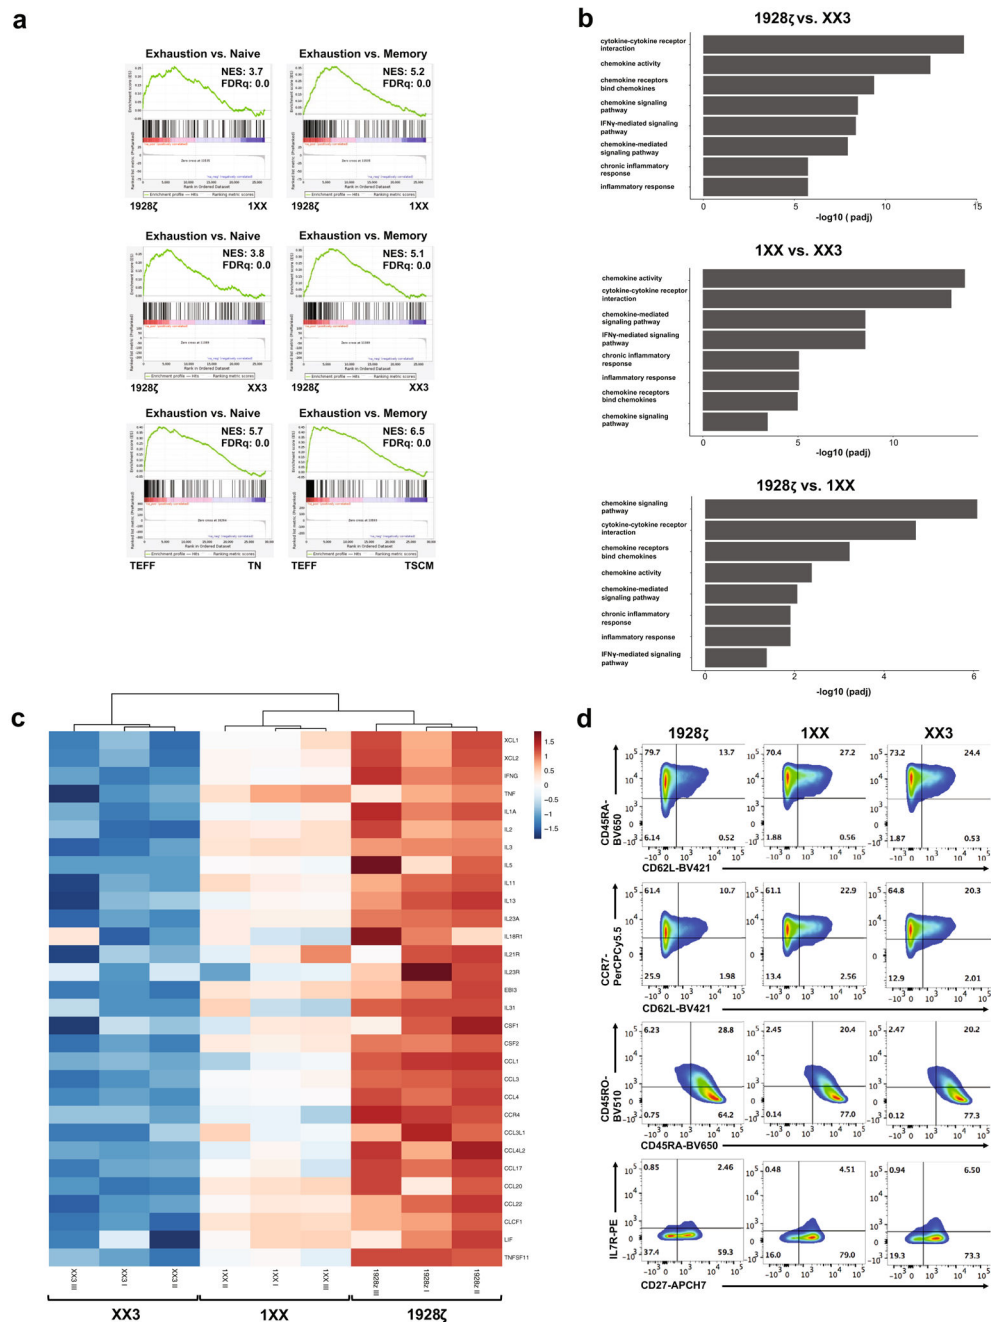 a
Exhaustion vs. Naive
NES: 3.7
FDRq: 0.0
1928ζ
1XX
Exhaustion vs. Memory
NES: 5.2
FDRq: 0.0
1928ζ
1XX
Exhaustion vs. Naive
NES: 3.8
FDRq: 0.0
1928ζ
XX3
Exhaustion vs. Memory
NES: 5.1
FDRq: 0.0
1928ζ
XX3
Exhaustion vs. Naive
NES: 5.7
FDRq: 0.0
TEFF
TN
Exhaustion vs. Memory
NES: 6.5
FDRq: 0.0
TEFF
TSCM
b
1928ζ vs. XX3
cytokine-cytokine receptor
interaction
chemokine activity
chemokine receptors
bind chemokines
chemokine signaling
pathway
IFNγ-mediated signaling
pathway
chemokine-mediated
signaling pathway
chronic inflammatory
response
inflammatory response
0 5 10 15
-log10 ( padj)
1XX vs. XX3
chemokine activity
cytokine-cytokine receptor
interaction
chemokine-mediated
signaling pathway
IFNγ-mediated signaling
pathway
chronic inflammatory
response
inflammatory response
chemokine receptors
bind chemokines
chemokine signaling
pathway
0 5 10
-log10 (padj)
1928ζ vs. 1XX
chemokine signaling
pathway
cytokine-cytokine receptor
interaction
chemokine receptors
bind chemokines
chemokine activity
chemokine-mediated
signaling pathway
chronic inflammatory
response
inflammatory response
IFNγ-mediated signaling
pathway
0 2 4 6
-log10 (padj)
c
XCL1
XCL2
IFNG
TNF
IL1A
IL2
IL3
IL5
IL11
IL13
IL23A
IL18R1
IL21R
IL23R
EBI3
IL31
CSF1
CSF2
CCL1
CCL3
CCL4
CCR4
CCL3L1
CCL4L2
CCL17
CCL20
CCL22
CLCF1
LIF
TNFSF11
1.5
1
0.5
0
−0.5
−1
−1.5
XX3 III
XX3 I
XX3 II
1XX II
1XX I
1XX III
1928z III
1928z I
1928z II
XX3
1XX
1928ζ
d
1928ζ
1XX
XX3
CD45RA-
BV650
79.7 13.7
6.14 0.52
70.4 27.2
1.88 0.56
73.2 24.4
1.87 0.53
CD62L-BV421
CCR7-
PerCPCy5.5
61.4 10.7
25.9 1.98
61.1 22.9
13.4 2.56
64.8 20.3
12.9 2.01
CD62L-BV421
CD45RO-
BV510
6.23 28.8
0.75 64.2
2.45 20.4
0.14 77.0
2.47 20.2
0.12 77.3
CD45RA-BV650
IL7R-PE
0.85 2.46
37.4 59.3
0.48 4.51
16.0 79.0
0.94 6.50
19.3 73.3
CD27-APCH7